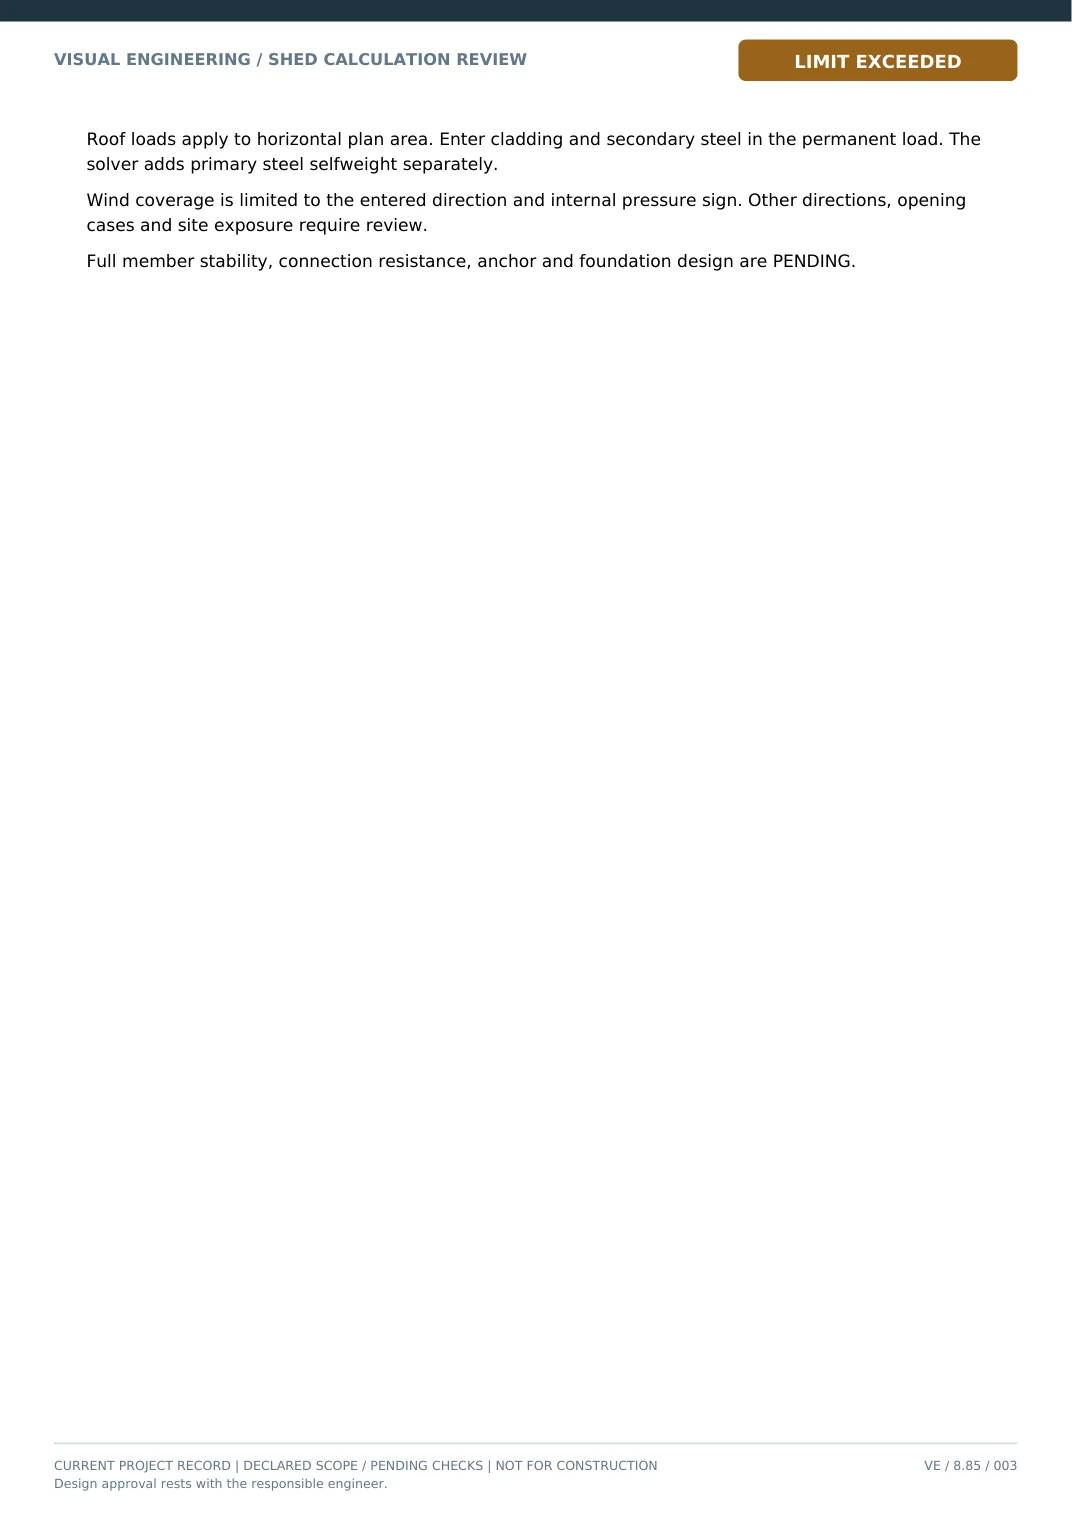 VISUAL ENGINEERING / SHED CALCULATION REVIEW
LIMIT EXCEEDED
Roof loads apply to horizontal plan area. Enter cladding and secondary steel in the permanent load. The
solver adds primary steel selfweight separately.
Wind coverage is limited to the entered direction and internal pressure sign. Other directions, opening
cases and site exposure require review.
Full member stability, connection resistance, anchor and foundation design are PENDING.
CURRENT PROJECT RECORD | DECLARED SCOPE / PENDING CHECKS | NOT FOR CONSTRUCTION
VE / 8.85 / 003
Design approval rests with the responsible engineer.